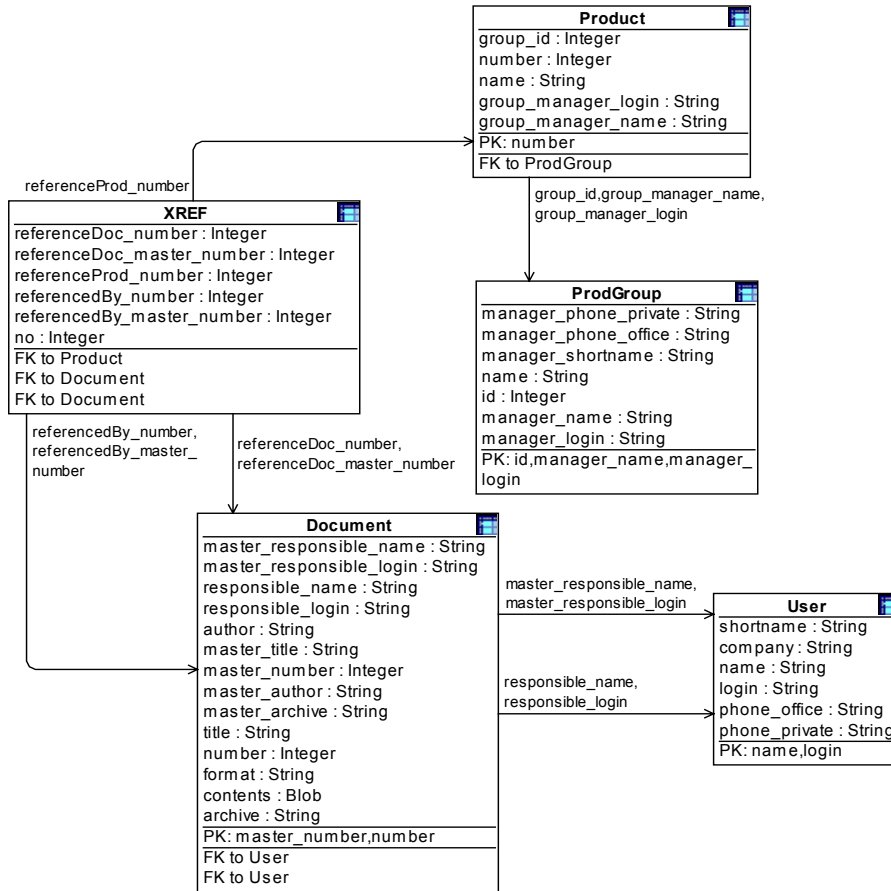 Product
group_id : Integer
number : Integer
name : String
group_manager_login : String
group_manager_name : String
PK: number
FK to ProdGroup
referenceProd_number
group_id,group_manager_name,
group_manager_login
XREF
referenceDoc_number : Integer
referenceDoc_master_number : Integer
referenceProd_number : Integer
referencedBy_number : Integer
referencedBy_master_number : Integer
no : Integer
FK to Product
FK to Document
FK to Document
ProdGroup
manager_phone_private : String
manager_phone_office : String
manager_shortname : String
name : String
id : Integer
manager_name : String
manager_login : String
PK: id,manager_name,manager_
login
referencedBy_number,
referencedBy_master_
number
referenceDoc_number,
referenceDoc_master_number
Document
master_responsible_name : String
master_responsible_login : String
responsible_name : String
responsible_login : String
author : String
master_title : String
master_number : Integer
master_author : String
master_archive : String
title : String
number : Integer
format : String
contents : Blob
archive : String
PK: master_number,number
FK to User
FK to User
master_responsible_name,
master_responsible_login
responsible_name,
responsible_login
User
shortname : String
company : String
name : String
login : String
phone_office : String
phone_private : String
PK: name,login